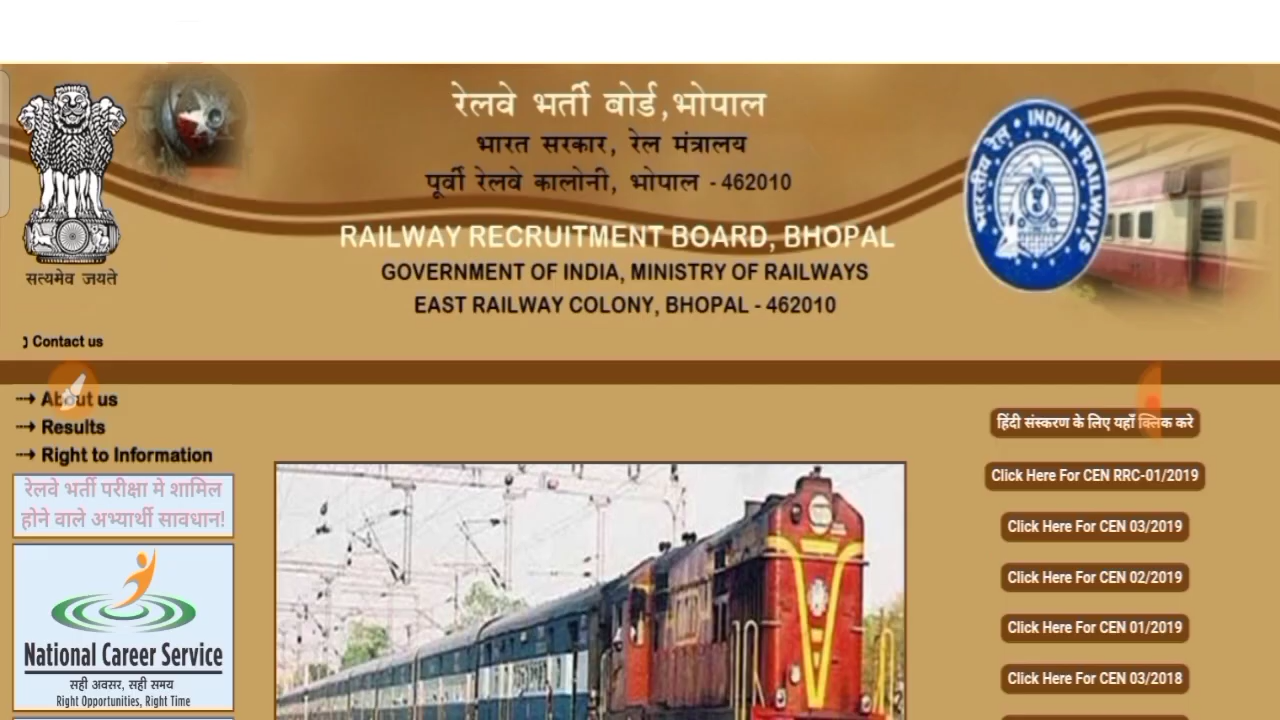 रेलवे भर्ती बोर्ड,भोपाल
भारत सरकार, रेल मंत्रालय
पूर्वी रेलवे कालोनी, भोपाल - 462010
RAILWAY RECRUITMENT BOARD, BHOPAL
GOVERNMENT OF INDIA, MINISTRY OF RAILWAYS
EAST RAILWAY COLONY, BHOPAL - 462010
सत्यमेव जयते
भारतीय रेल • INDIAN RAILWAYS
Contact us
About us
Results
Right to Information
रेलवे भर्ती परीक्षा मे शामिल
होने वाले अभ्यार्थी सावधान!
National Career Service
सही अवसर, सही समय
Right Opportunities, Right Time
हिंदी संस्करण के लिए यहाँ क्लिक करे
Click Here For CEN RRC-01/2019
Click Here For CEN 03/2019
Click Here For CEN 02/2019
Click Here For CEN 01/2019
Click Here For CEN 03/2018